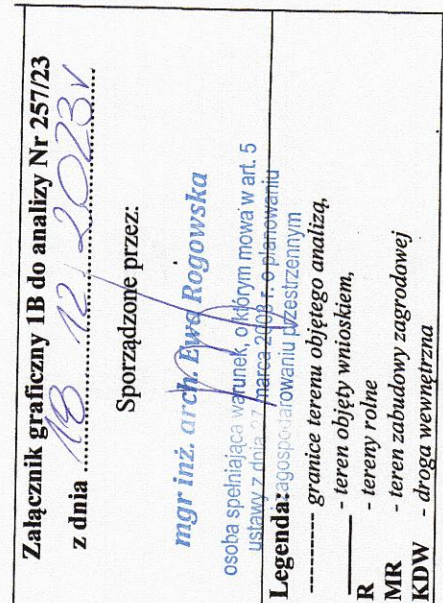 Załącznik graficzny 1B do analizy Nr 257/23
z dnia 18 12. 2023r
Sporządzone przez:
mgr inż. arch. Ewa Rogowska
osoba spełniająca warunek, o którym mowa w art. 5
ustawy z dnia 27 marca 2003 r. o planowaniu
i zagospodarowaniu przestrzennym
Legenda:
---------- granice terenu objętego analizą,
- teren objęty wnioskiem,
R - tereny rolne
MR - teren zabudowy zagrodowej
KDW - droga wewnętrzna